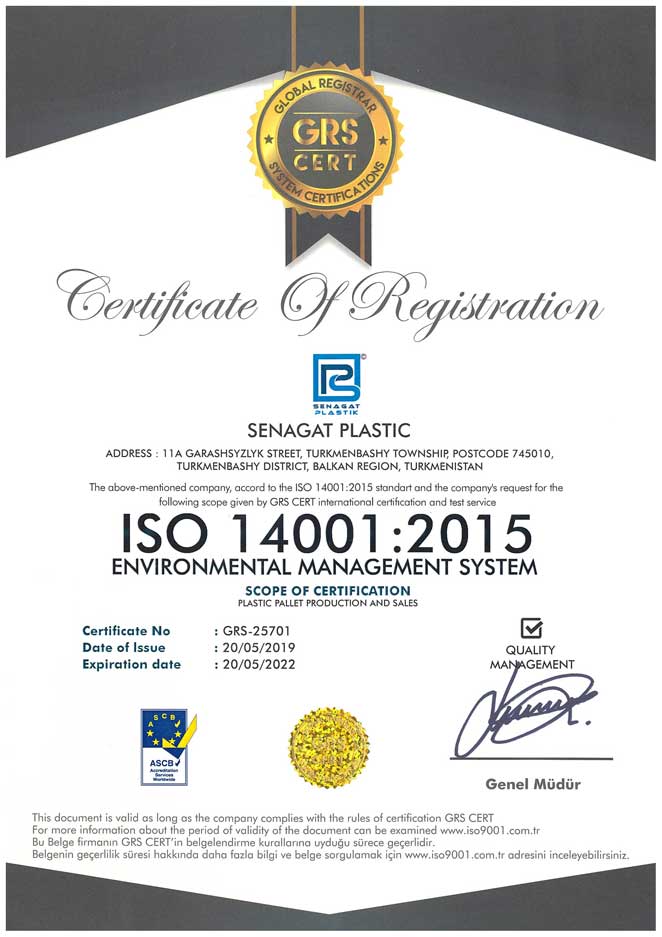 GLOBAL REGISTRAR
GRS
CERT
SYSTEM CERTIFICATIONS
Certificate Of Registration
PS
©
SENAGAT
PLASTIK
SENAGAT PLASTIC
ADDRESS : 11A GARASHSYZLYK STREET, TURKMENBASHY TOWNSHIP, POSTCODE 745010,
TURKMENBASHY DISTRICT, BALKAN REGION, TURKMENISTAN
The above-mentioned company, accord to the ISO 14001:2015 standart and the company's request for the
following scope given by GRS CERT international certification and test service
ISO 14001:2015
ENVIRONMENTAL MANAGEMENT SYSTEM
SCOPE OF CERTIFICATION
PLASTIC PALLET PRODUCTION AND SALES
Certificate No : GRS-25701
Date of Issue : 20/05/2019
Expiration date : 20/05/2022
QUALITY
MANAGEMENT
ASCB
ASCB
Accreditation
Services
Worldwide
Genel Müdür
This document is valid as long as the company complies with the rules of certification GRS CERT
For more information about the period of validity of the document can be examined www.iso9001.com.tr
Bu Belge firmanın GRS CERT'in belgelendirme kurallarına uyduğu sürece geçerlidir.
Belgenin geçerlilik süresi hakkında daha fazla bilgi ve belge sorgulamak için www.iso9001.com.tr adresini inceleyebilirsiniz.